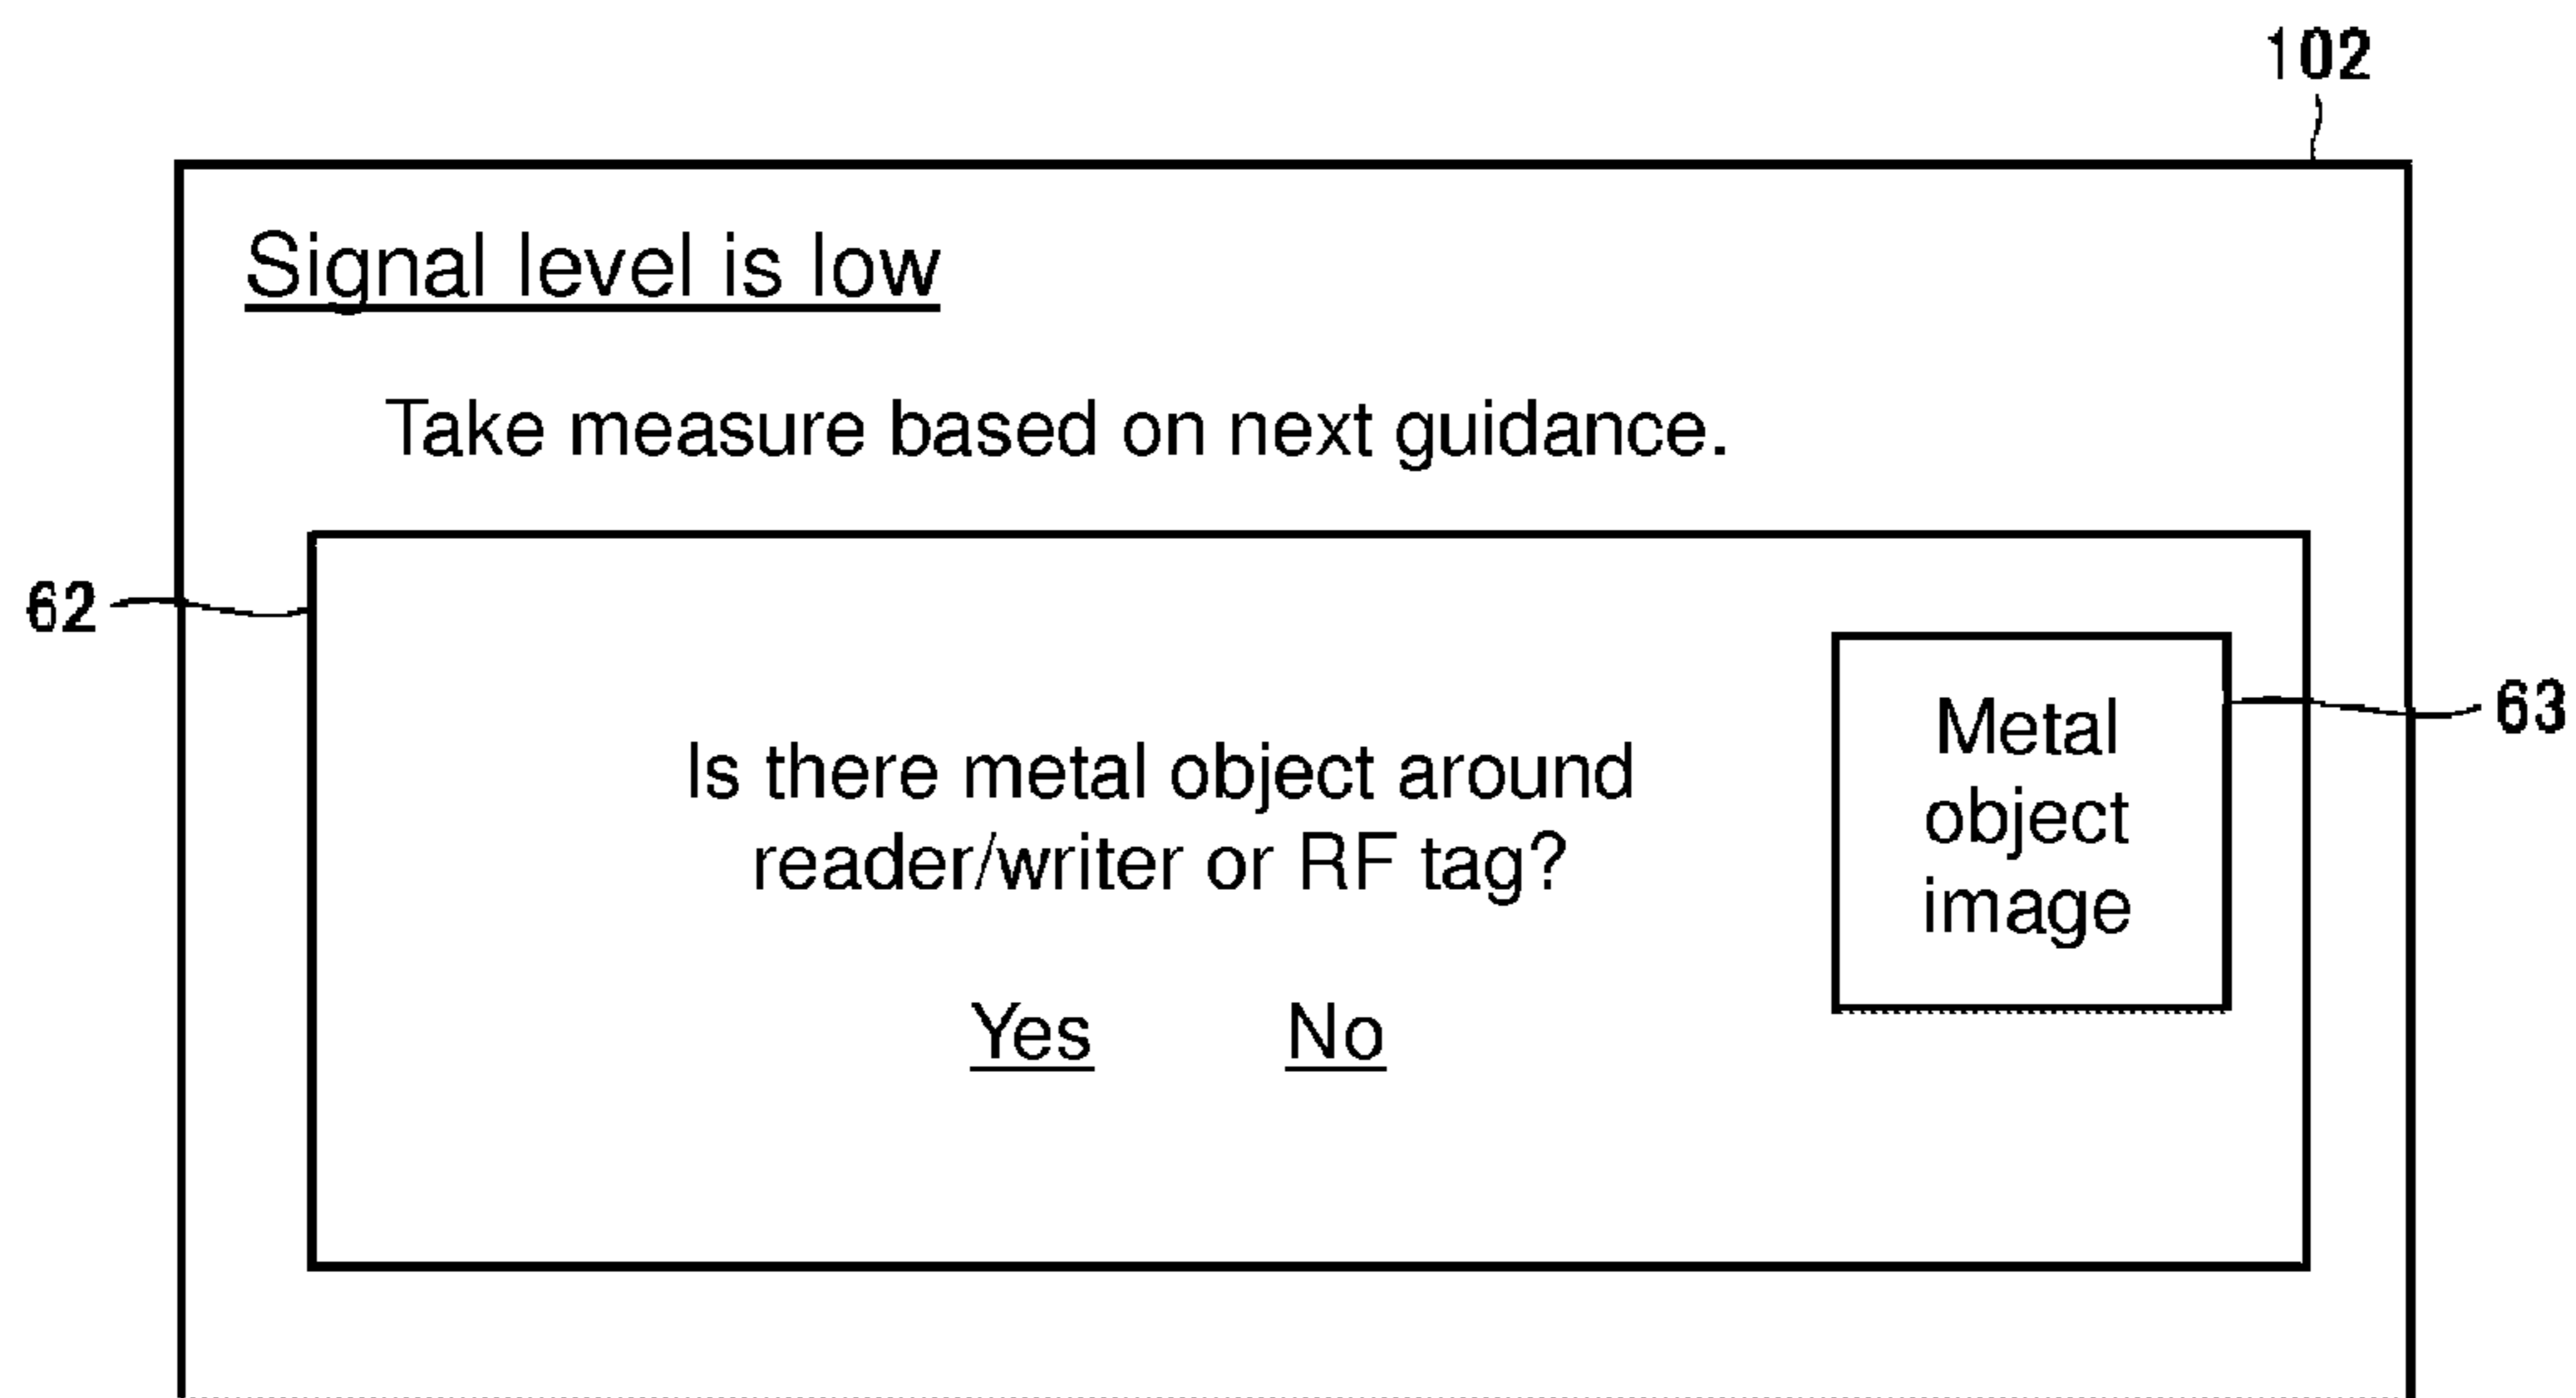 102
Signal level is low
Take measure based on next guidance.
62
63
Is there metal object around
reader/writer or RF tag?
Yes No
Metal
object
image